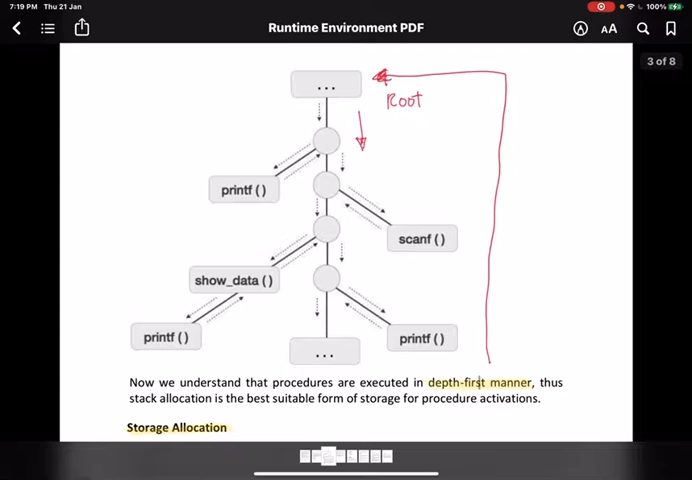 7:19 PM Thu 21 Jan
100%
Runtime Environment PDF
AA
3 of 8
...
Root
printf ( )
scanf ( )
show_data ( )
printf ( )
printf ( )
...
Now we understand that procedures are executed in depth-first manner, thus
stack allocation is the best suitable form of storage for procedure activations.
Storage Allocation